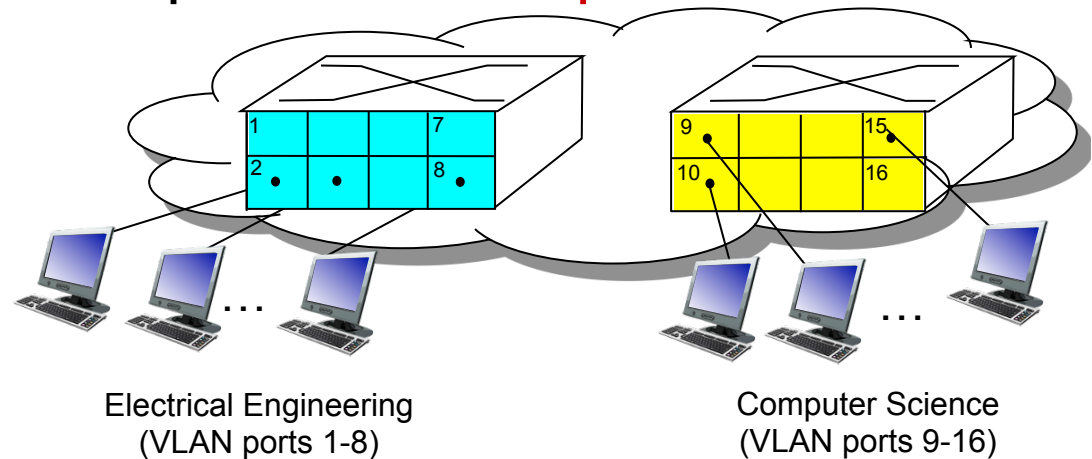 1 7
2 8
9 15
10 16
... ...
Electrical Engineering
(VLAN ports 1-8)
Computer Science
(VLAN ports 9-16)